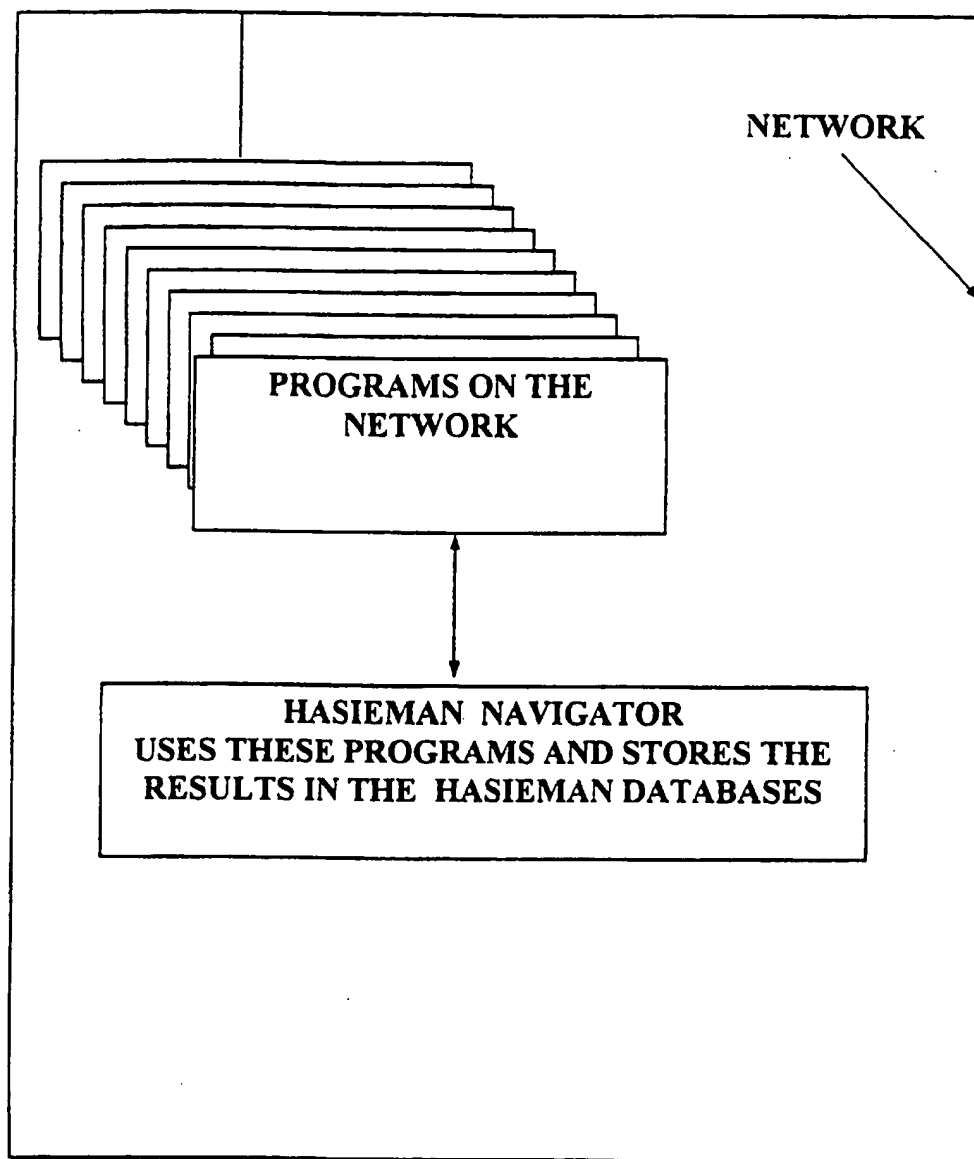 NETWORK
PROGRAMS ON THE
NETWORK
HASIEMAN NAVIGATOR
USES THESE PROGRAMS AND STORES THE
RESULTS IN THE HASIEMAN DATABASES